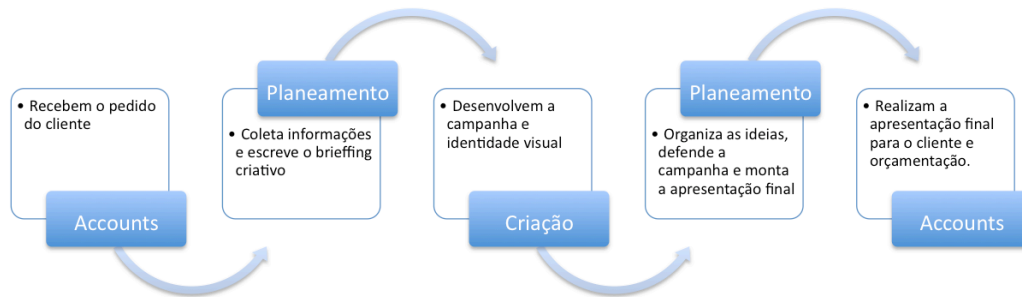 • Recebem o pedido
do cliente
Accounts
Planeamento
• Coleta informações
e escreve o brieffing
criativo
• Desenvolvem a
campanha e
identidade visual
Criação
Planeamento
• Organiza as ideias,
defende a
campanha e monta
a apresentação final
• Realizam a
apresentação final
para o cliente e
orçamentação.
Accounts